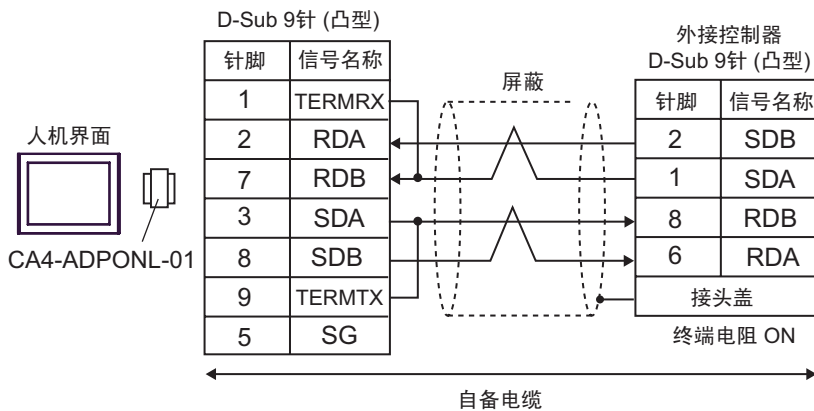 D-Sub 9针 (凸型)
外接控制器
D-Sub 9针 (凸型)
针脚 信号名称
1 TERMRX
2 RDA
7 RDB
3 SDA
8 SDB
9 TERMTX
5 SG
屏蔽
针脚 信号名称
2 SDB
1 SDA
8 RDB
6 RDA
接头盖
终端电阻 ON
人机界面
CA4-ADPONL-01
自备电缆